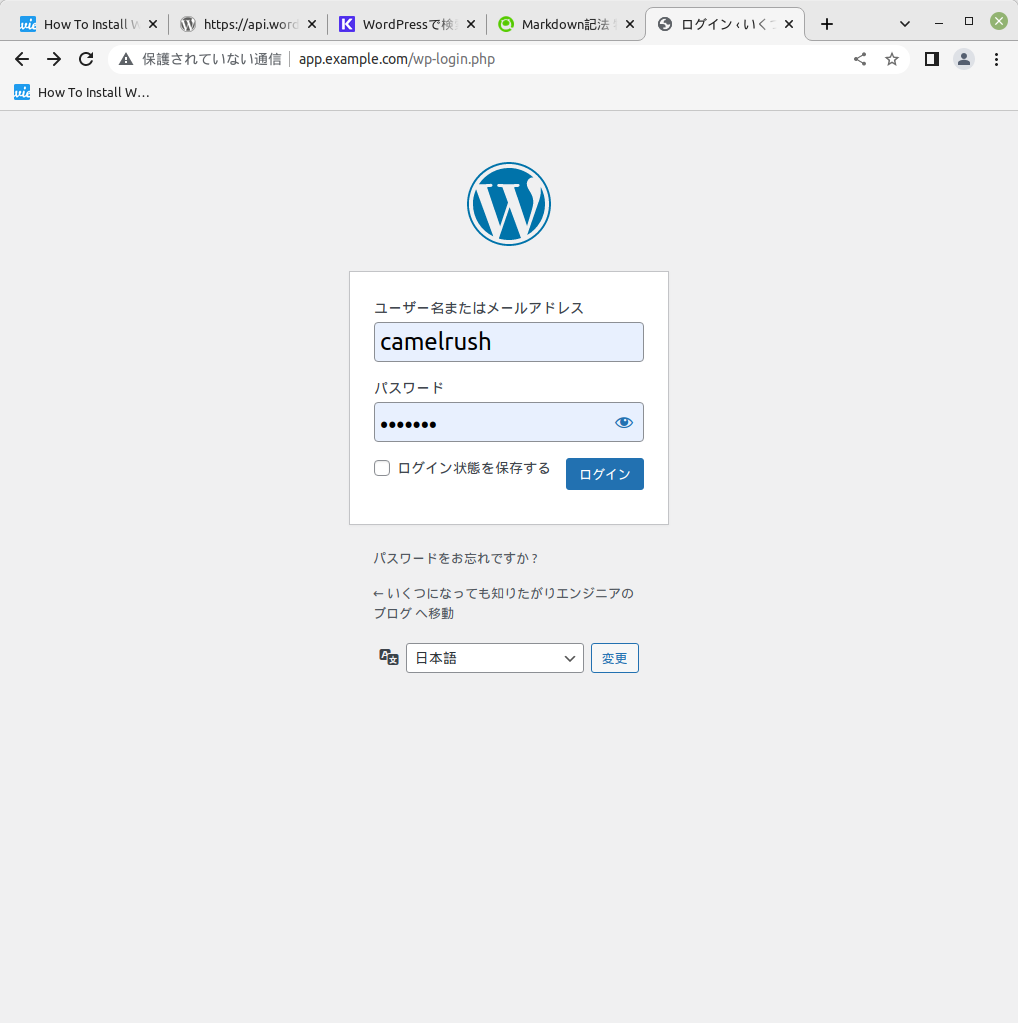 How To Install W
https://api.word
WordPressで検
Markdown記法
ログイン ‹ いくつ
保護されていない通信
app.example.com/wp-login.php
How To Install W...
ユーザー名またはメールアドレス
camelrush
パスワード
•••••••
ログイン状態を保存する
ログイン
パスワードをお忘れですか ?
← いくつになっても知りたがりエンジニアの
ブログ へ移動
日本語
変更